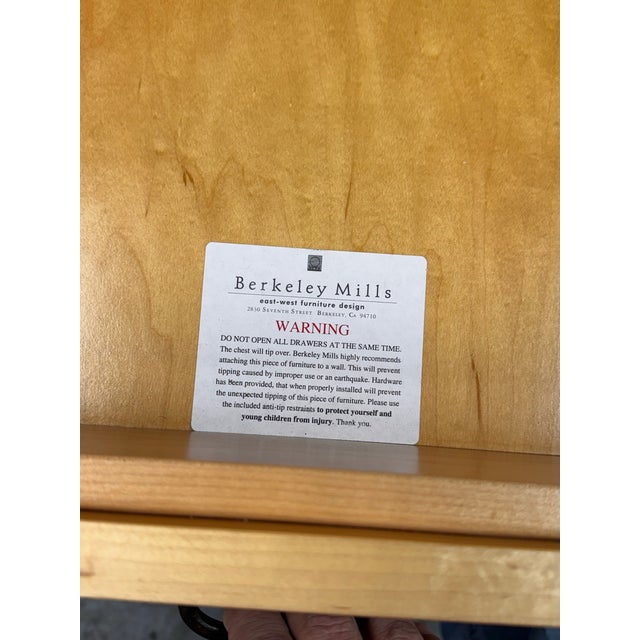 Berkeley Mills
east-west furniture design
2830 Seventh Street Berkeley, Ca 94710
WARNING
DO NOT OPEN ALL DRAWERS AT THE SAME TIME.
The chest will tip over. Berkeley Mills highly recommends
attaching this piece of furniture to a wall. This will prevent
tipping caused by improper use or an earthquake. Hardware
has been provided, that when properly installed will prevent
the unexpected tipping of this piece of furniture. Please use
the included anti-tip restraints to protect yourself and
young children from injury. Thank you.